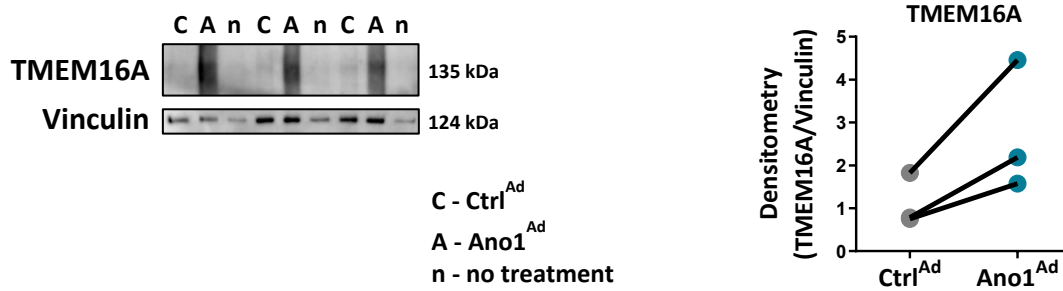 C A n C A n C A n
TMEM16A
135 kDa
Vinculin
124 kDa
C - Ctrl^Ad
A - Ano1^Ad
n - no treatment
TMEM16A
Densitometry
(TMEM16A/Vinculin)
5
4
3
2
1
0
Ctrl^Ad Ano1^Ad